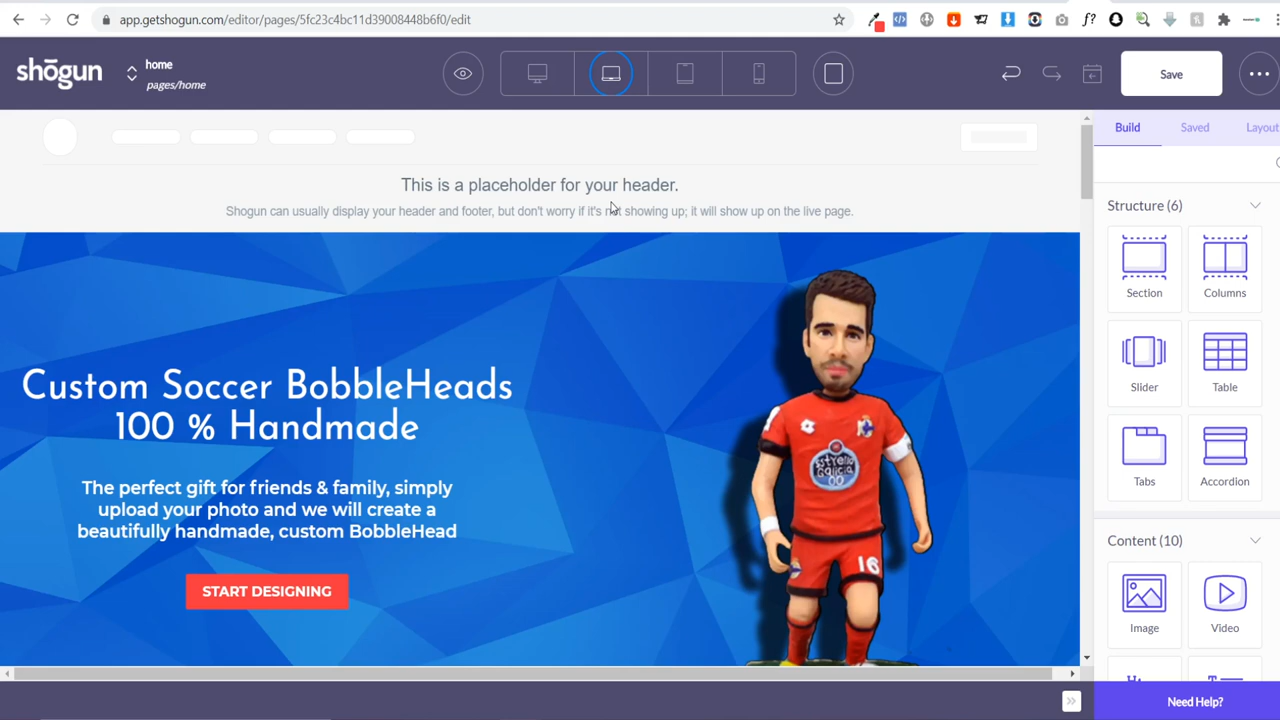 app.getshogun.com/editor/pages/5fc23c4bc11d39008448b6f0/edit
f?
shōgun
home
pages/home
Save
Build
Saved
Layout
This is a placeholder for your header.
Shogun can usually display your header and footer, but don't worry if it's not showing up; it will show up on the live page.
Structure (6)
Section
Columns
Slider
Table
Tabs
Accordion
Custom Soccer BobbleHeads
100 % Handmade
The perfect gift for friends & family, simply
upload your photo and we will create a
beautifully handmade, custom BobbleHead
START DESIGNING
ESTRELLA
GALICIA
00
16
Content (10)
Image
Video
Need Help?